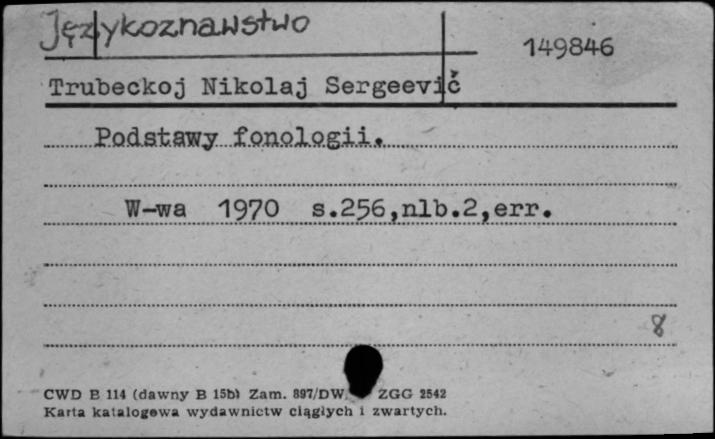 Językoznawstwo
149846
Trubeckoj Nikolaj Sergeevič
Podstawy fonologii.
W-wa 1970 s.256,nlb.2,err.
8
CWD B 114 (dawny B 15b) Zam. 897/DW. ZGG 2542
Karta katalogowa wydawnictw ciągłych i zwartych.